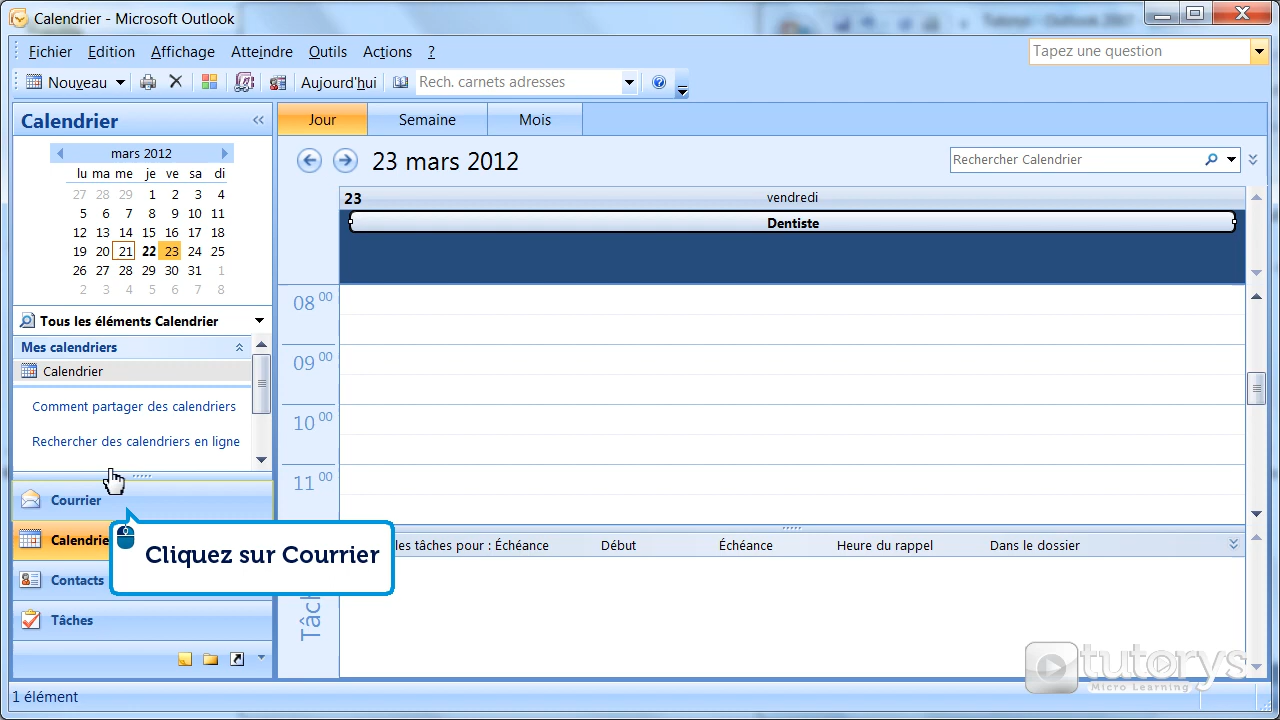 Calendrier - Microsoft Outlook
Fichier Edition Affichage Atteindre Outils Actions ?
Tapez une question
Nouveau Aujourd'hui Rech. carnets adresses
Calendrier
mars 2012
lu ma me je ve sa di
27 28 29 1 2 3 4
5 6 7 8 9 10 11
12 13 14 15 16 17 18
19 20 21 22 23 24 25
26 27 28 29 30 31 1
2 3 4 5 6 7 8
Tous les éléments Calendrier
Mes calendriers
Calendrier
Comment partager des calendriers
Rechercher des calendriers en ligne
Courrier
Calendrie
Contacts
Tâches
Cliquez sur Courrier
Jour Semaine Mois
23 mars 2012
Rechercher Calendrier
23 vendredi
Dentiste
08 00
09 00
10 00
11 00
les tâches pour : Échéance Début Échéance Heure du rappel Dans le dossier
Tâc
tutorys
Micro Learning
1 élément